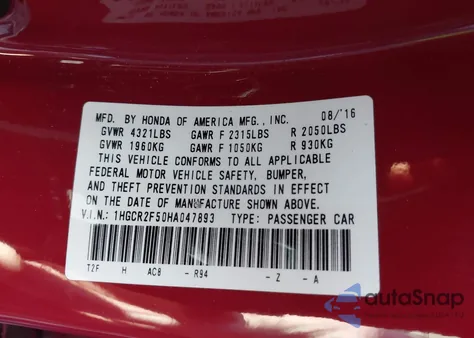 MFD. BY HONDA OF AMERICA MFG., INC. 08/'16
GVWR 4321LBS GAWR F 2315LBS R 2050LBS
GVWR 1960KG GAWR F 1050KG R 930KG
THIS VEHICLE CONFORMS TO ALL APPLICABLE
FEDERAL MOTOR VEHICLE SAFETY, BUMPER,
AND THEFT PREVENTION STANDARDS IN EFFECT
ON THE DATE OF MANUFACTURE SHOWN ABOVE.
V.I.N.: 1HGCR2F50HA047893 TYPE: PASSENGER CAR
T2F H AC8 - R94 - Z - A
autoSnap